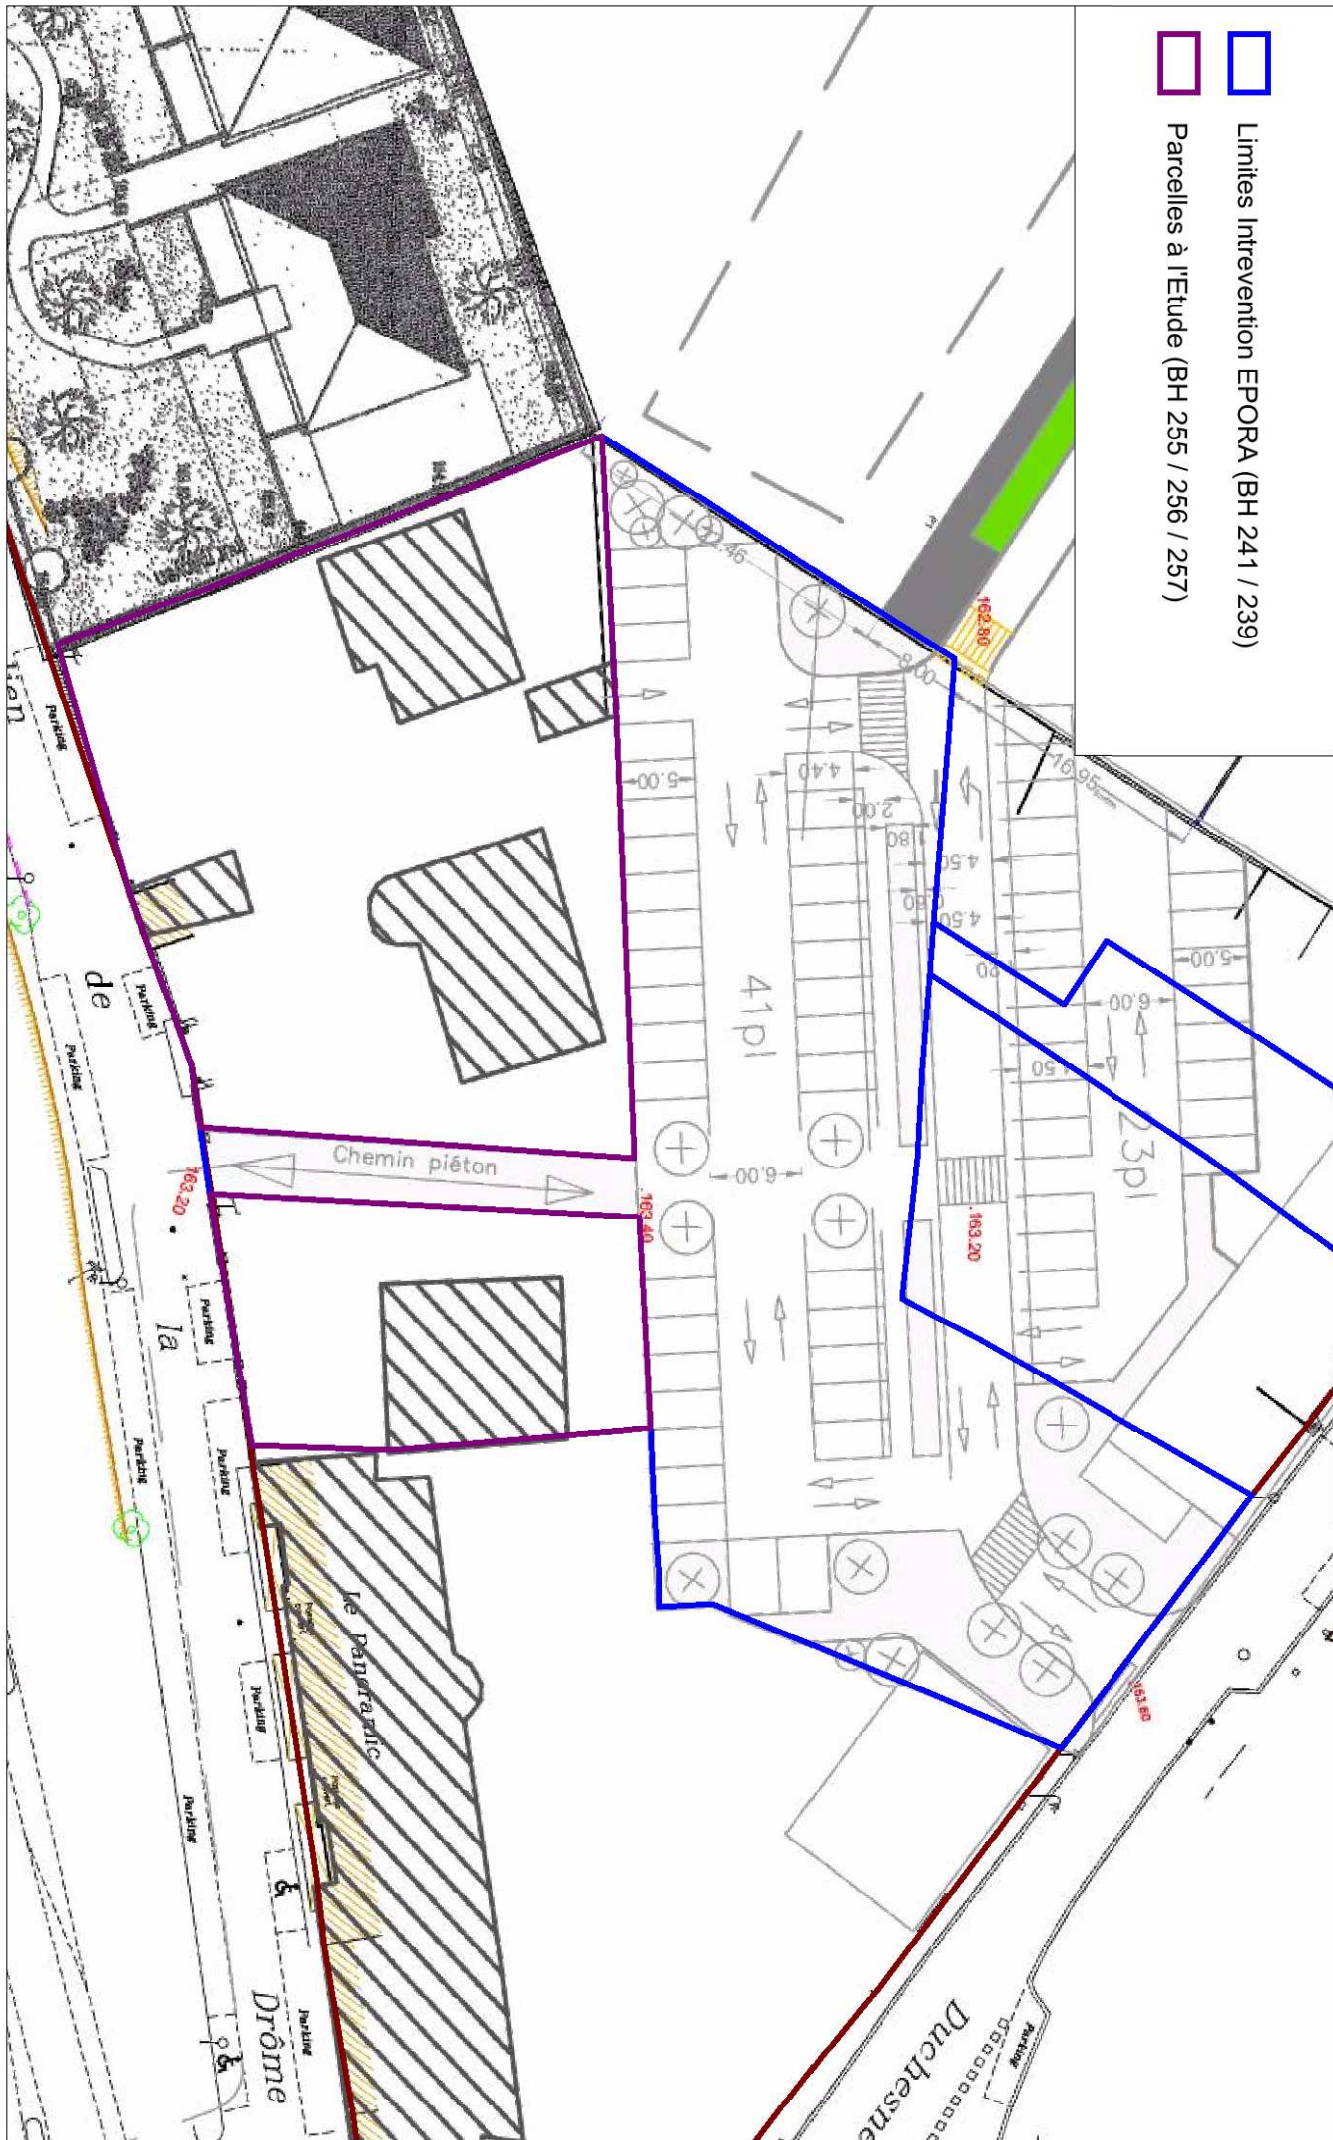 Limites Intrevention EPORA (BH 241 / 239)
Parcelles à l'Etude (BH 255 / 256 / 257)
162.80
8.00
16.95
5.00
4.40
2.00
4.50
4.50
5.00
6.00
41pl
23pl
6.00
Chemin piéton
163.20
163.40
163.20
163.60
Parking
Parking
Parking
Parking
Parking
Parking
Parking
Parking
Parking
Parking
Parking
de
la
Drôme
Le Panoramic
Duchesne